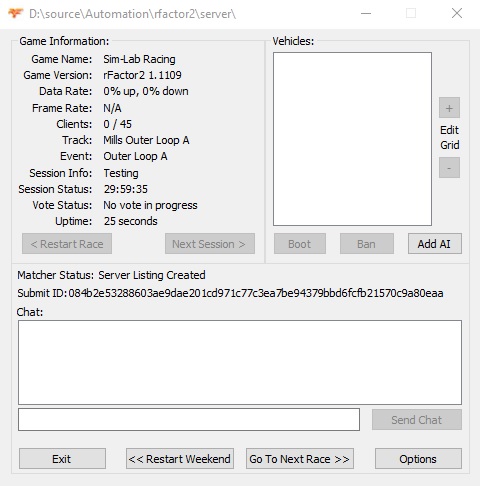 D:\source\Automation\rfactor2\server\
Game Information:
Game Name: Sim-Lab Racing
Game Version: rFactor2 1.1109
Data Rate: 0% up, 0% down
Frame Rate: N/A
Clients: 0 / 45
Track: Mills Outer Loop A
Event: Outer Loop A
Session Info: Testing
Session Status: 29:59:35
Vote Status: No vote in progress
Uptime: 25 seconds
< Restart Race
Next Session >
Vehicles:
+
Edit
Grid
-
Boot
Ban
Add AI
Matcher Status: Server Listing Created
Submit ID:084b2e53288603ae9dae201cd971c77c3ea7be94379bbd6fcfb21570c9a80eaa
Chat:
Send Chat
Exit
<< Restart Weekend
Go To Next Race >>
Options